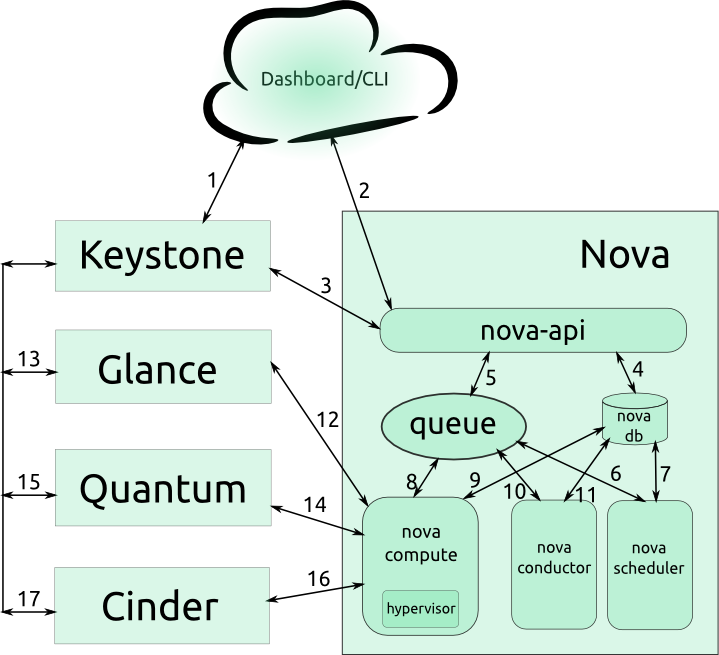 Dashboard/CLI
1
2
Keystone
3
Nova
nova-api
13
Glance
5
4
12
queue
nova
db
15
Quantum
14
8
9
10
11
6
7
nova
compute
nova
conductor
nova
scheduler
16
17
Cinder
hypervisor